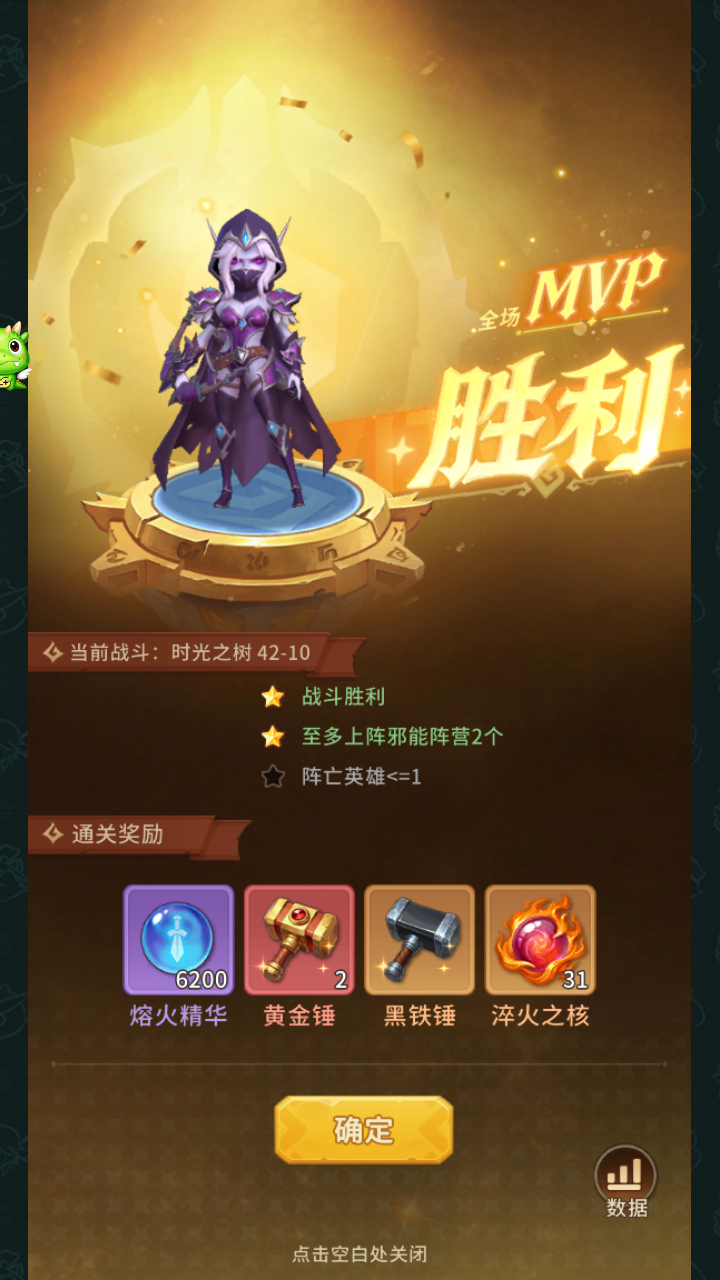 全场 MVP
胜利
当前战斗：时光之树 42-10
战斗胜利
至多上阵邪能阵营2个
阵亡英雄<=1
通关奖励
6200
2
31
熔火精华
黄金锤
黑铁锤
淬火之核
确定
数据
点击空白处关闭